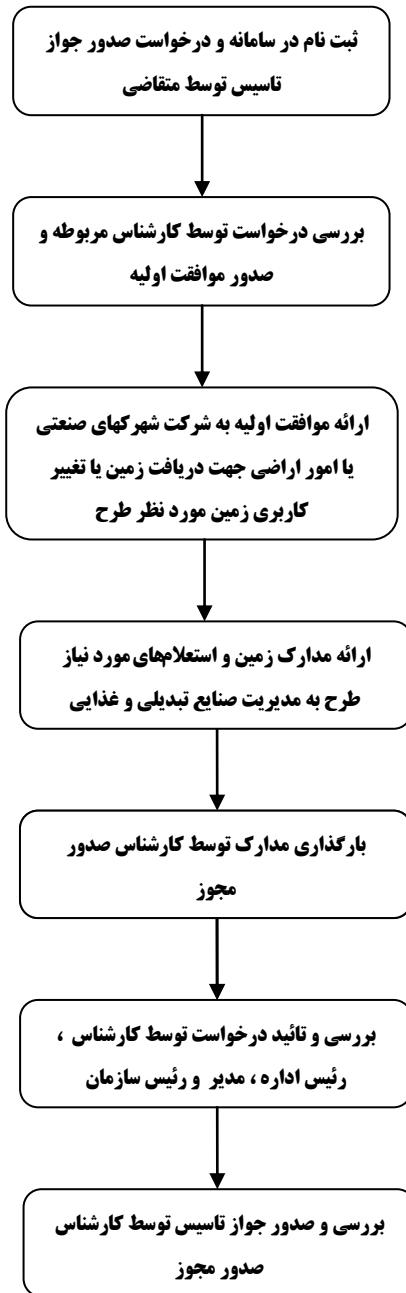 ثبت نام در سامانه و درخواست صدور جواز
تاسیس توسط متقاضی
بررسی درخواست توسط کارشناس مربوطه و
صدور موافقت اولیه
ارائه موافقت اولیه به شرکت شهرکهای صنعتی
یا امور اراضی جهت دریافت زمین یا تغییر
کاربری زمین مورد نظر طرح
ارائه مدارک زمین و استعلام‌های مورد نیاز
طرح به مدیریت صنایع تبدیلی و غذایی
بارگذاری مدارک توسط کارشناس صدور
مجوز
بررسی و تائید درخواست توسط کارشناس ،
رئیس اداره ، مدیر و رئیس سازمان
بررسی و صدور جواز تاسیس توسط کارشناس
صدور مجوز